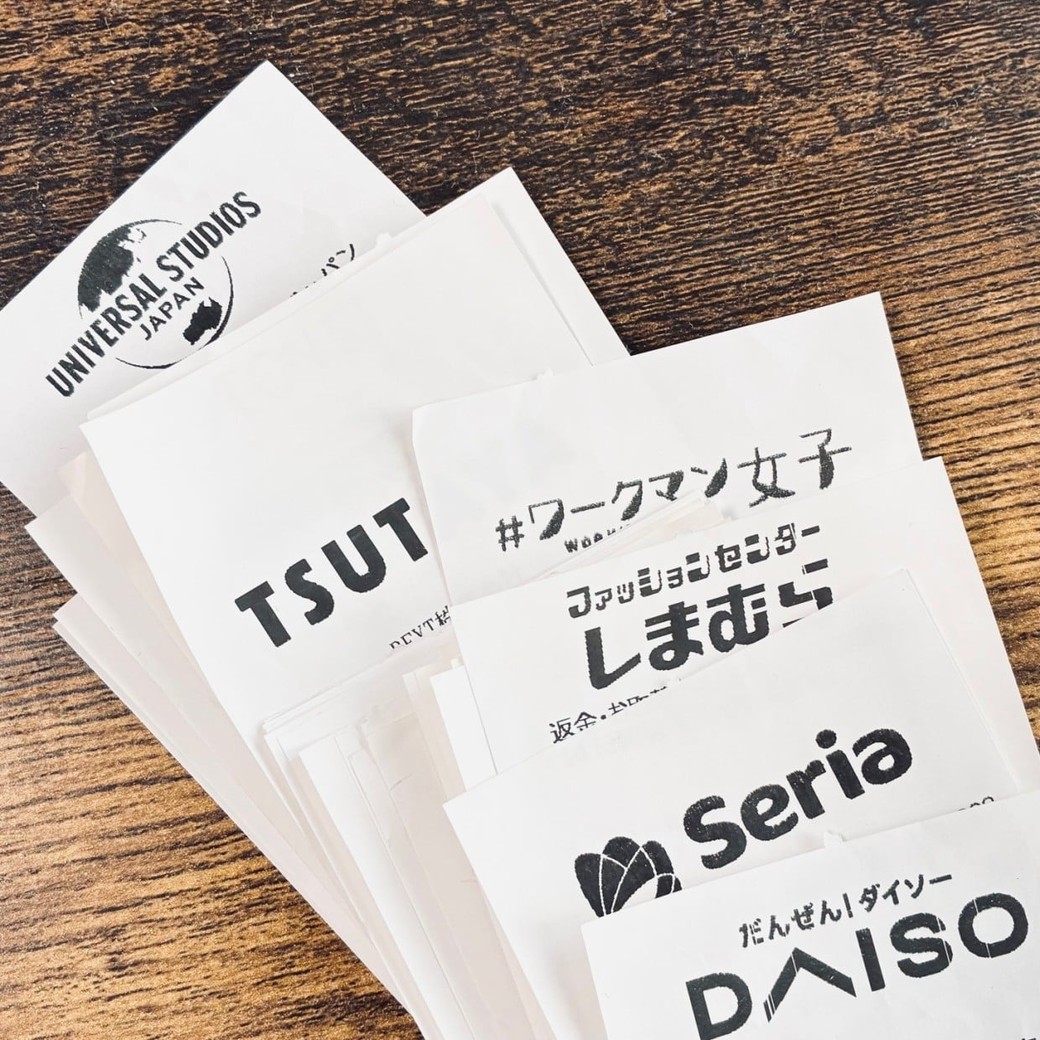 UNIVERSAL STUDIOS
JAPAN
パン
TSUT
#ワークマン女子
ファッションセンター
しまむら
返金・お取
Seria
だんぜん!ダイソー
DAISO